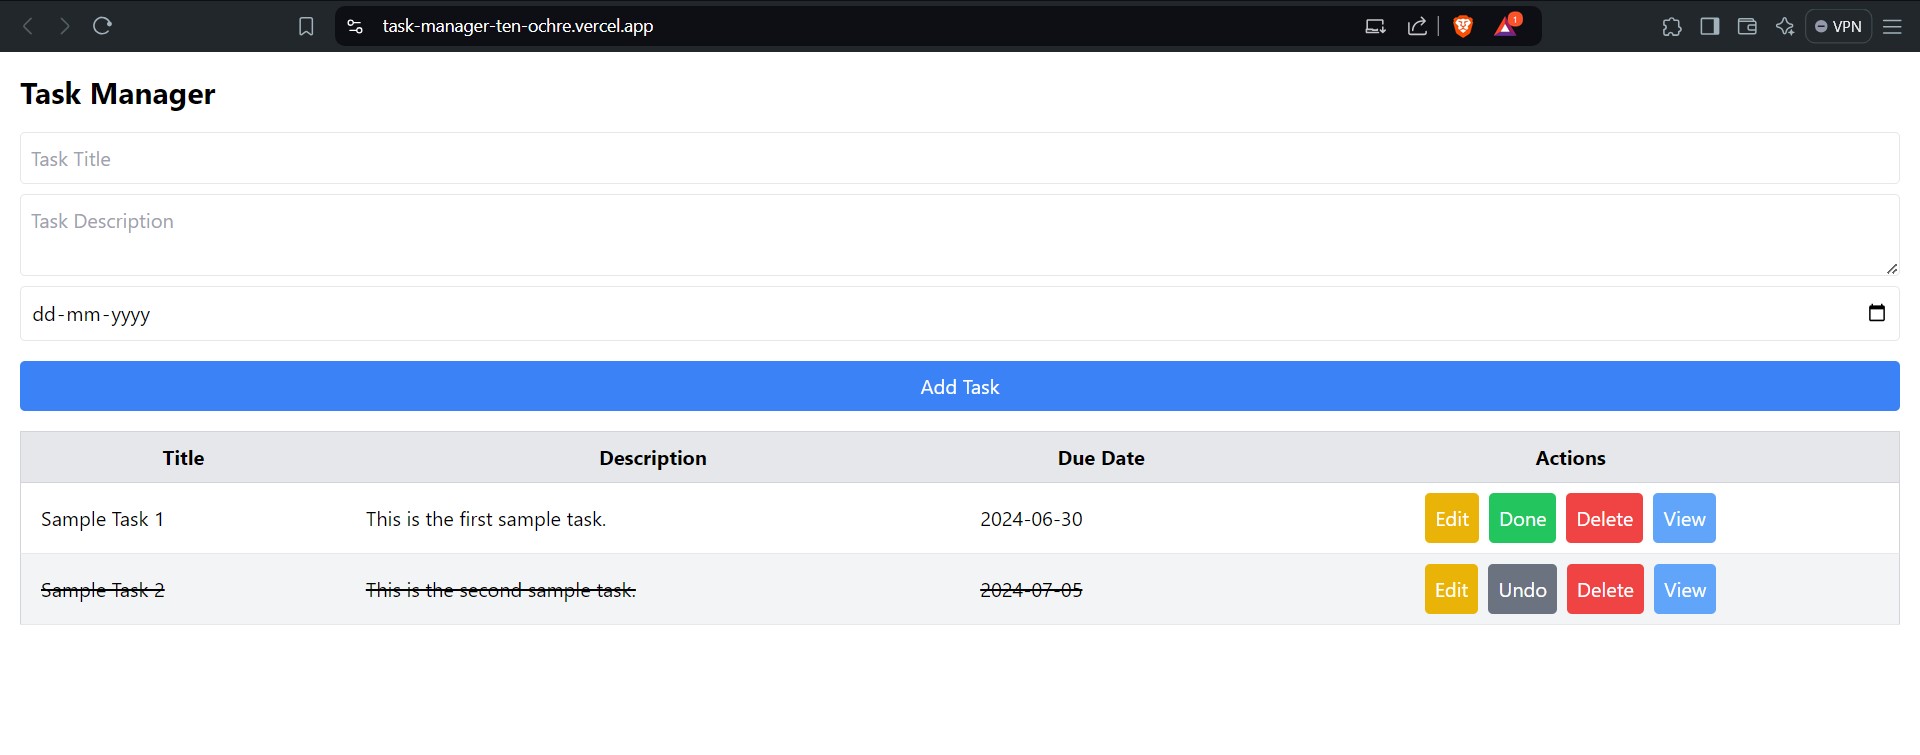 task-manager-ten-ochre.vercel.app 1 VPN
Task Manager
Task Title
Task Description
dd-mm-yyyy
Add Task
Title Description Due Date Actions
Sample Task 1 This is the first sample task. 2024-06-30 Edit Done Delete View
Sample Task 2 This is the second sample task. 2024-07-05 Edit Undo Delete View